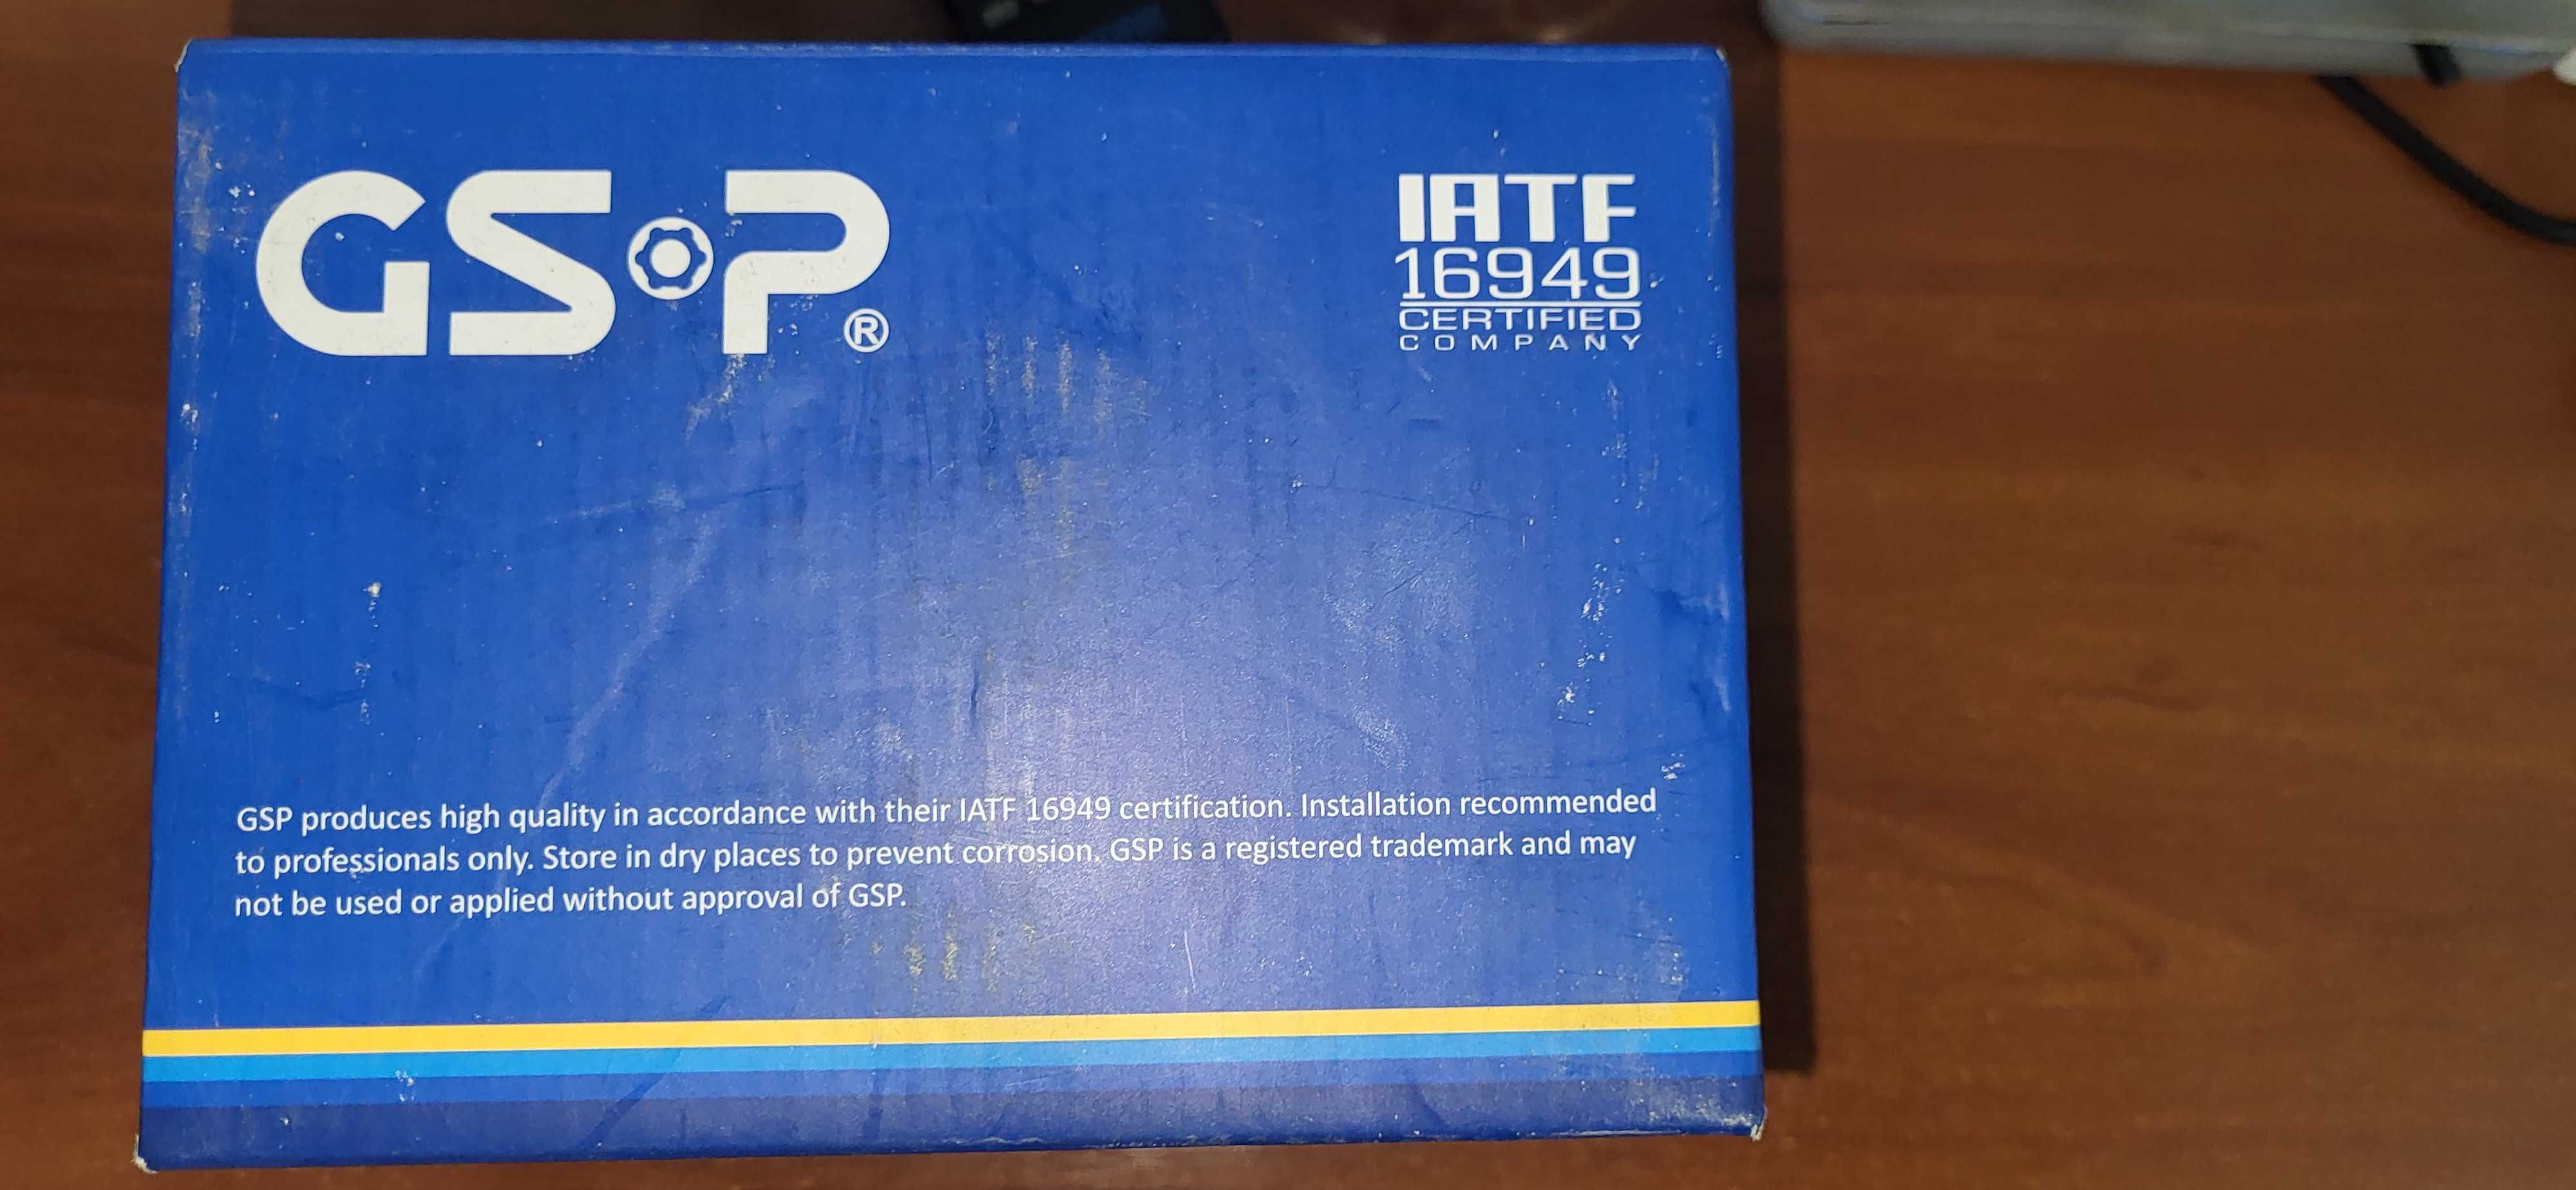 GSP®
IATF
16949
CERTIFIED
COMPANY
GSP produces high quality in accordance with their IATF 16949 certification. Installation recommended
to professionals only. Store in dry places to prevent corrosion. GSP is a registered trademark and may
not be used or applied without approval of GSP.